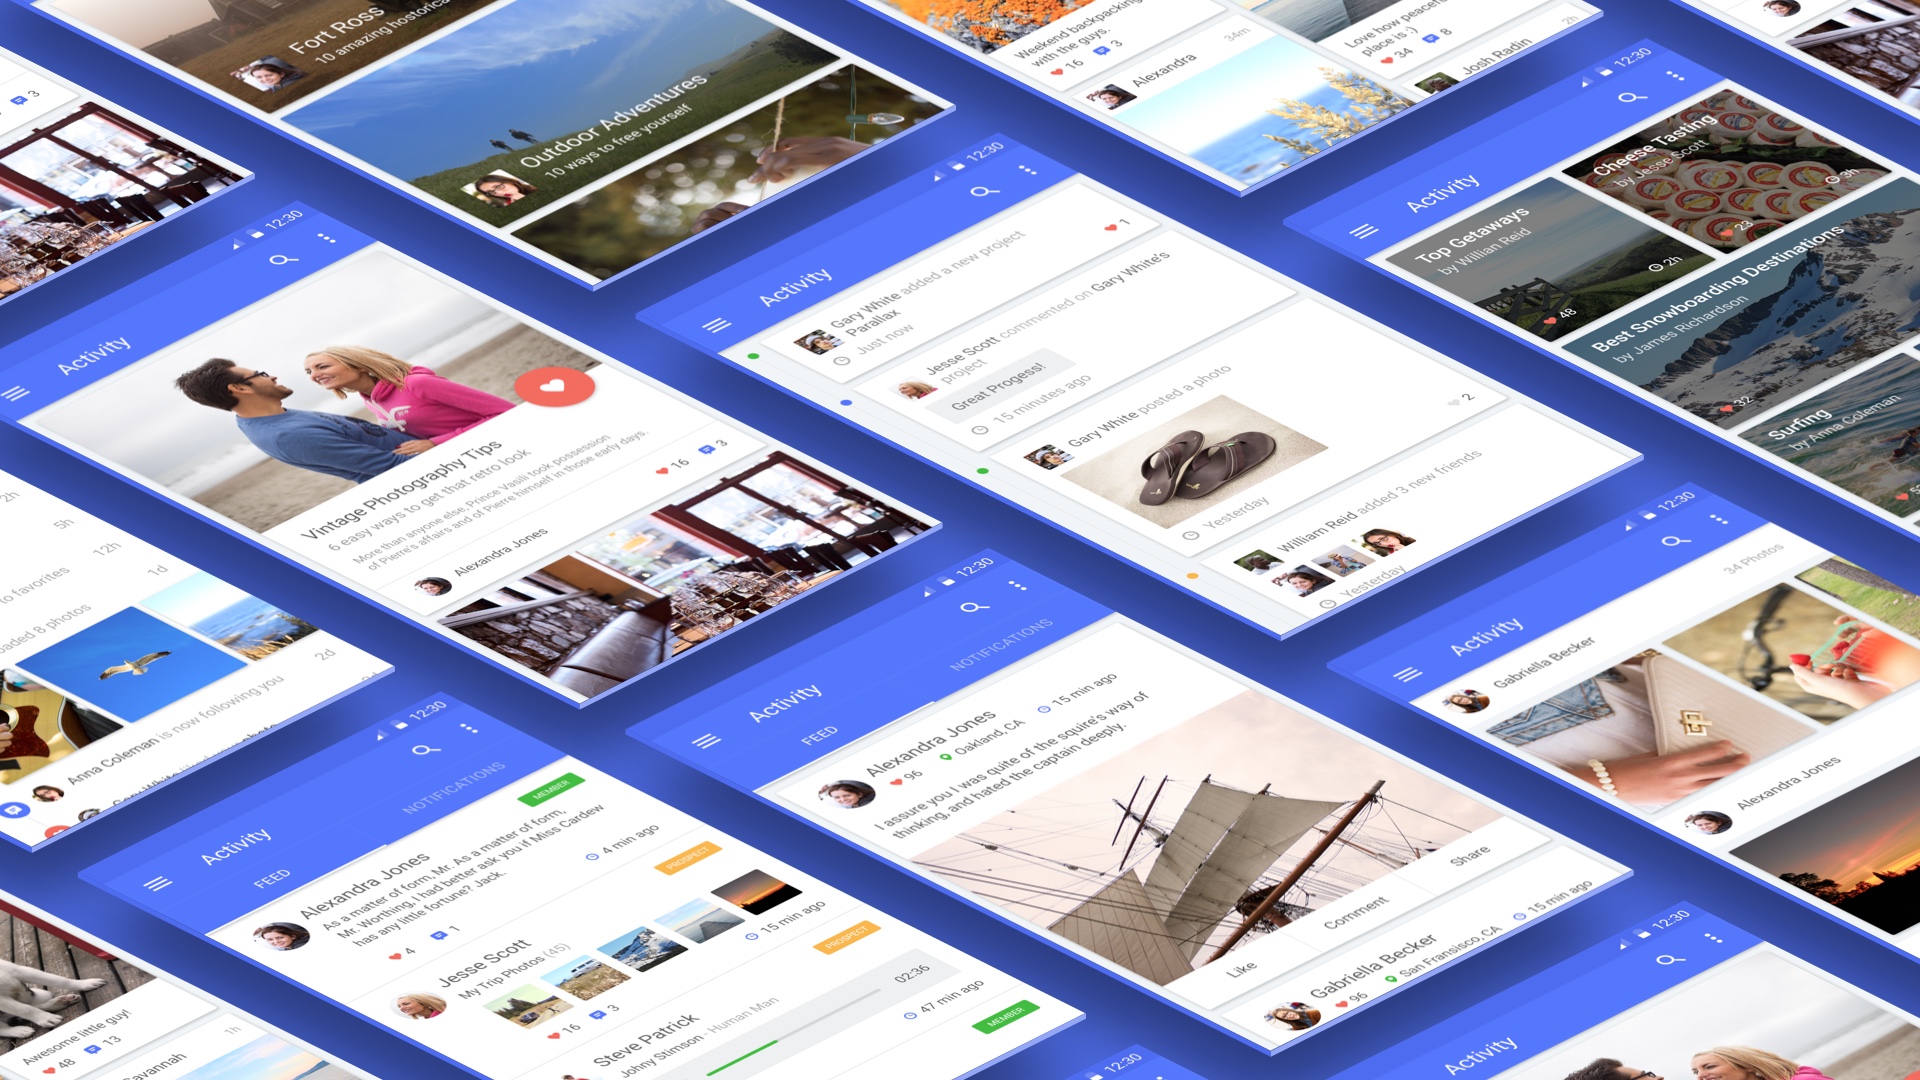 Fort Ross
3
2h
5h
12h
1d
to favorites
8 photos
2d
Anna Coleman is now following you
Awesome little guy!
48 13
1h
Outdoor Adventures
10 ways to free yourself
12:30
Activity
Vintage Photography Tips
6 easy ways to get that retro look
More than anyone else, Prince Vasili took possession
of Pierre's affairs and of Pierre himself in those early days.
16 3
Alexandra Jones
12:30
Activity
FEED
NOTIFICATIONS
MEMBER
Alexandra Jones
As a matter of form, Mr. As a matter of form,
Mr. Worthing, I had better ask you if Miss Cardew
has any little fortune? Jack.
4 1
4 min ago
PROSPECT
Jesse Scott
My Trip Photos (45)
16 3
15 min ago
PROSPECT
Steve Patrick
Johny Stimson - Human Man
02:36
47 min ago
MEMBER
Weekend backpacking
with the guys.
16 3
Alexandra
34m
Love how
place is :)
34 8
2h
Josh Radin
12:30
Activity
Gary White added a new project
Parallax
Just now
1
Jesse Scott commented on Gary White's
project
Great Progess!
15 minutes ago
Gary White posted a photo
Yesterday
2
William Reid added 3 new friends
Yesterday
12:30
Activity
FEED
NOTIFICATIONS
Alexandra Jones
96 Oakland, CA
15 min ago
I assure you I was quite of the squire's way of
thinking, and hated the captain deeply.
Like
Comment
Share
Gabriella Becker
96 San Fransisco, CA
15 min ago
12:30
Activity
Top Getaways
by Willian Reid
48
2h
Cheese Tasting
by Jesse Scott
23
3h
Best Snowboarding Destinations
by James Richardson
32
Surfing
by Anna Coleman
12:30
Activity
Gabriella Becker
34 Photos
Alexandra Jones
12:30
Activity
12:30